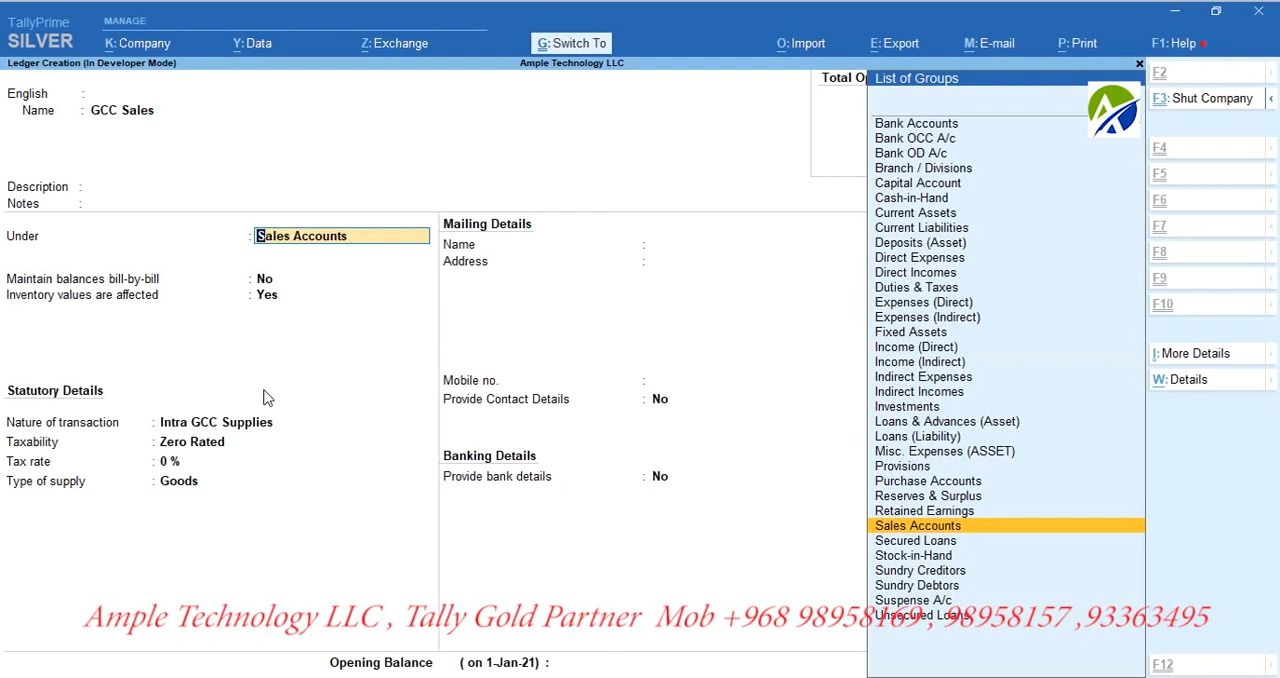 TallyPrime
SILVER
MANAGE
K: Company
Y: Data
Z: Exchange
G: Switch To
O: Import
E: Export
M: E-mail
P: Print
F1: Help
Ledger Creation (In Developer Mode)
Ample Technology LLC
×
English :
Name : GCC Sales
Description :
Notes :
Total Op
Under : Sales Accounts
Maintain balances bill-by-bill : No
Inventory values are affected : Yes
Statutory Details
Nature of transaction : Intra GCC Supplies
Taxability : Zero Rated
Tax rate : 0 %
Type of supply : Goods
Mailing Details
Name :
Address :
Mobile no. :
Provide Contact Details : No
Banking Details
Provide bank details : No
List of Groups
Bank Accounts
Bank OCC A/c
Bank OD A/c
Branch / Divisions
Capital Account
Cash-in-Hand
Current Assets
Current Liabilities
Deposits (Asset)
Direct Expenses
Direct Incomes
Duties & Taxes
Expenses (Direct)
Expenses (Indirect)
Fixed Assets
Income (Direct)
Income (Indirect)
Indirect Expenses
Indirect Incomes
Investments
Loans & Advances (Asset)
Loans (Liability)
Misc. Expenses (ASSET)
Provisions
Purchase Accounts
Reserves & Surplus
Retained Earnings
Sales Accounts
Secured Loans
Stock-in-Hand
Sundry Creditors
Sundry Debtors
Suspense A/c
Unsecured Loans
F2
F3: Shut Company
F4
F5
F6
F7
F8
F9
F10
I: More Details
W: Details
F12
Ample Technology LLC , Tally Gold Partner Mob +968 98958169 , 98958157 ,93363495
Opening Balance ( on 1-Jan-21) :